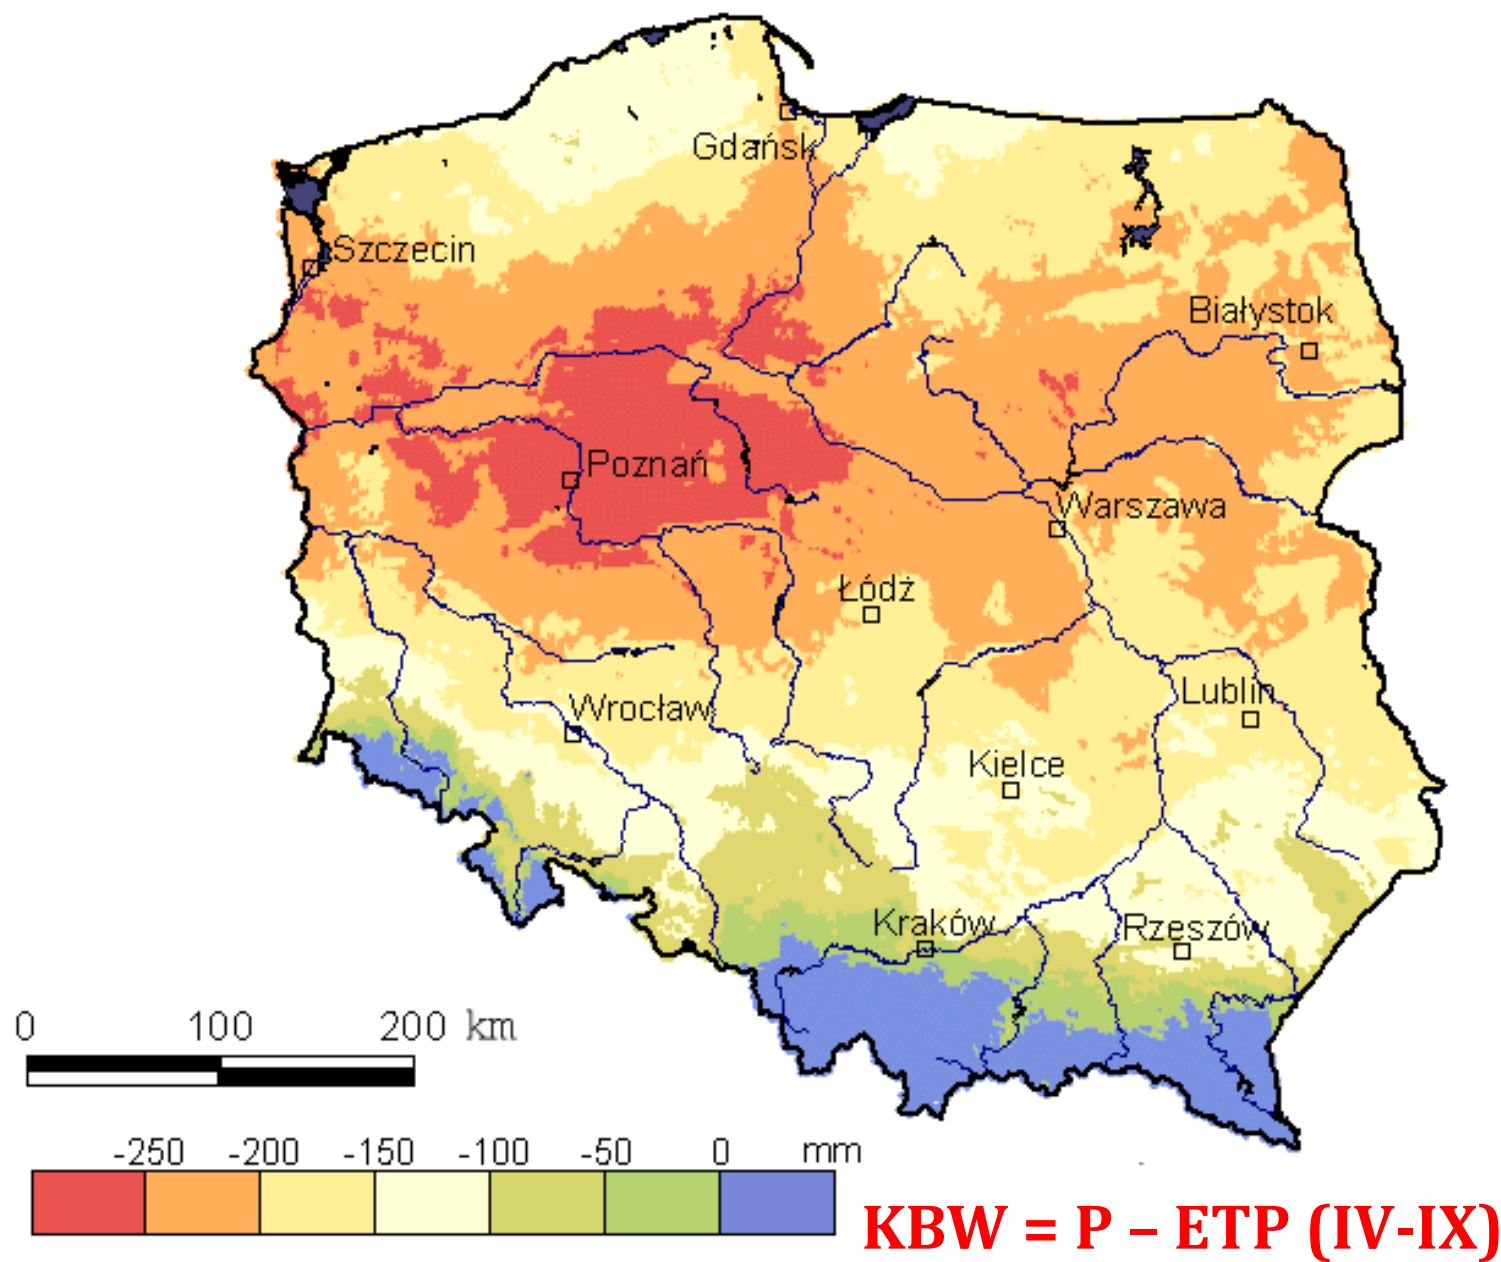 Gdańsk
Szczecin
Białystok
Poznań
Warszawa
Łódź
Lublin
Wrocław
Kielce
Kraków
Rzeszów
0 100 200 km
-250 -200 -150 -100 -50 0 mm
KBW = P – ETP (IV-IX)